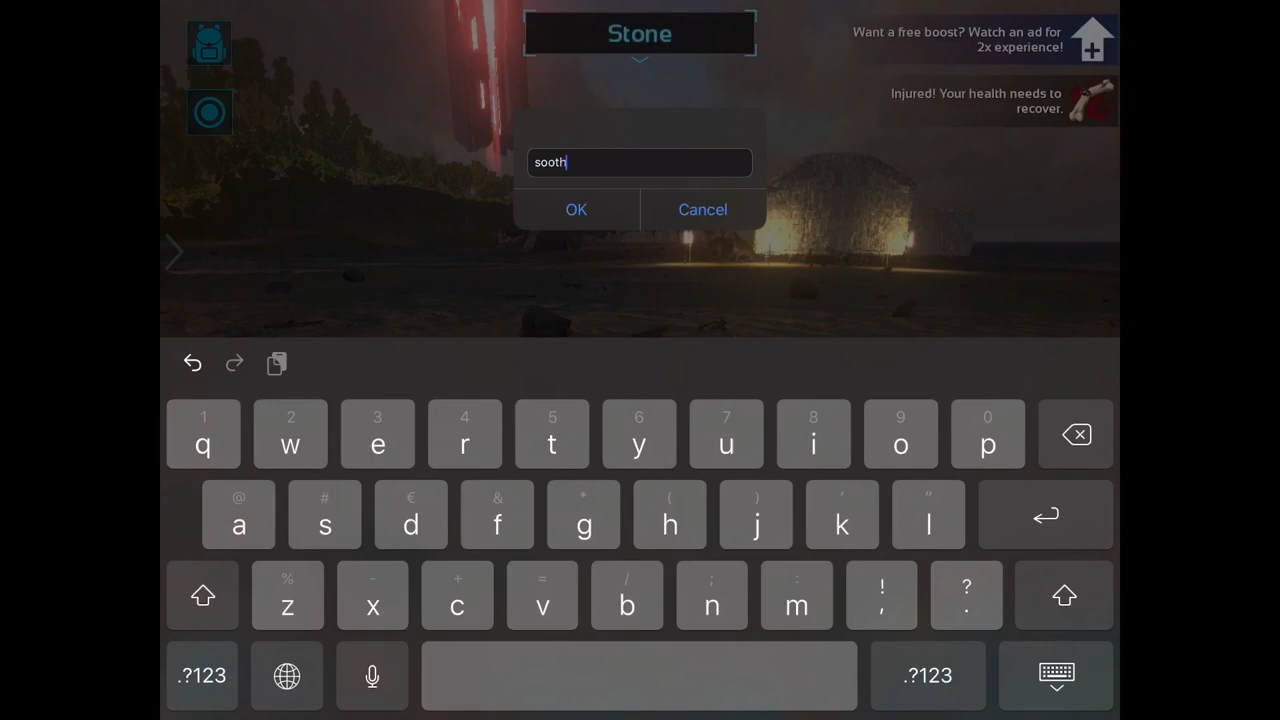 Stone
Want a free boost? Watch an ad for
2x experience!
Injured! Your health needs to
recover.
sooth
OK
Cancel
1 2 3 4 5 6 7 8 9 0
q w e r t y u i o p
@ # € & * ( ) ' "
a s d f g h j k l
% - + = / ; : ! ?
z x c v b n m , .
.?123
.?123